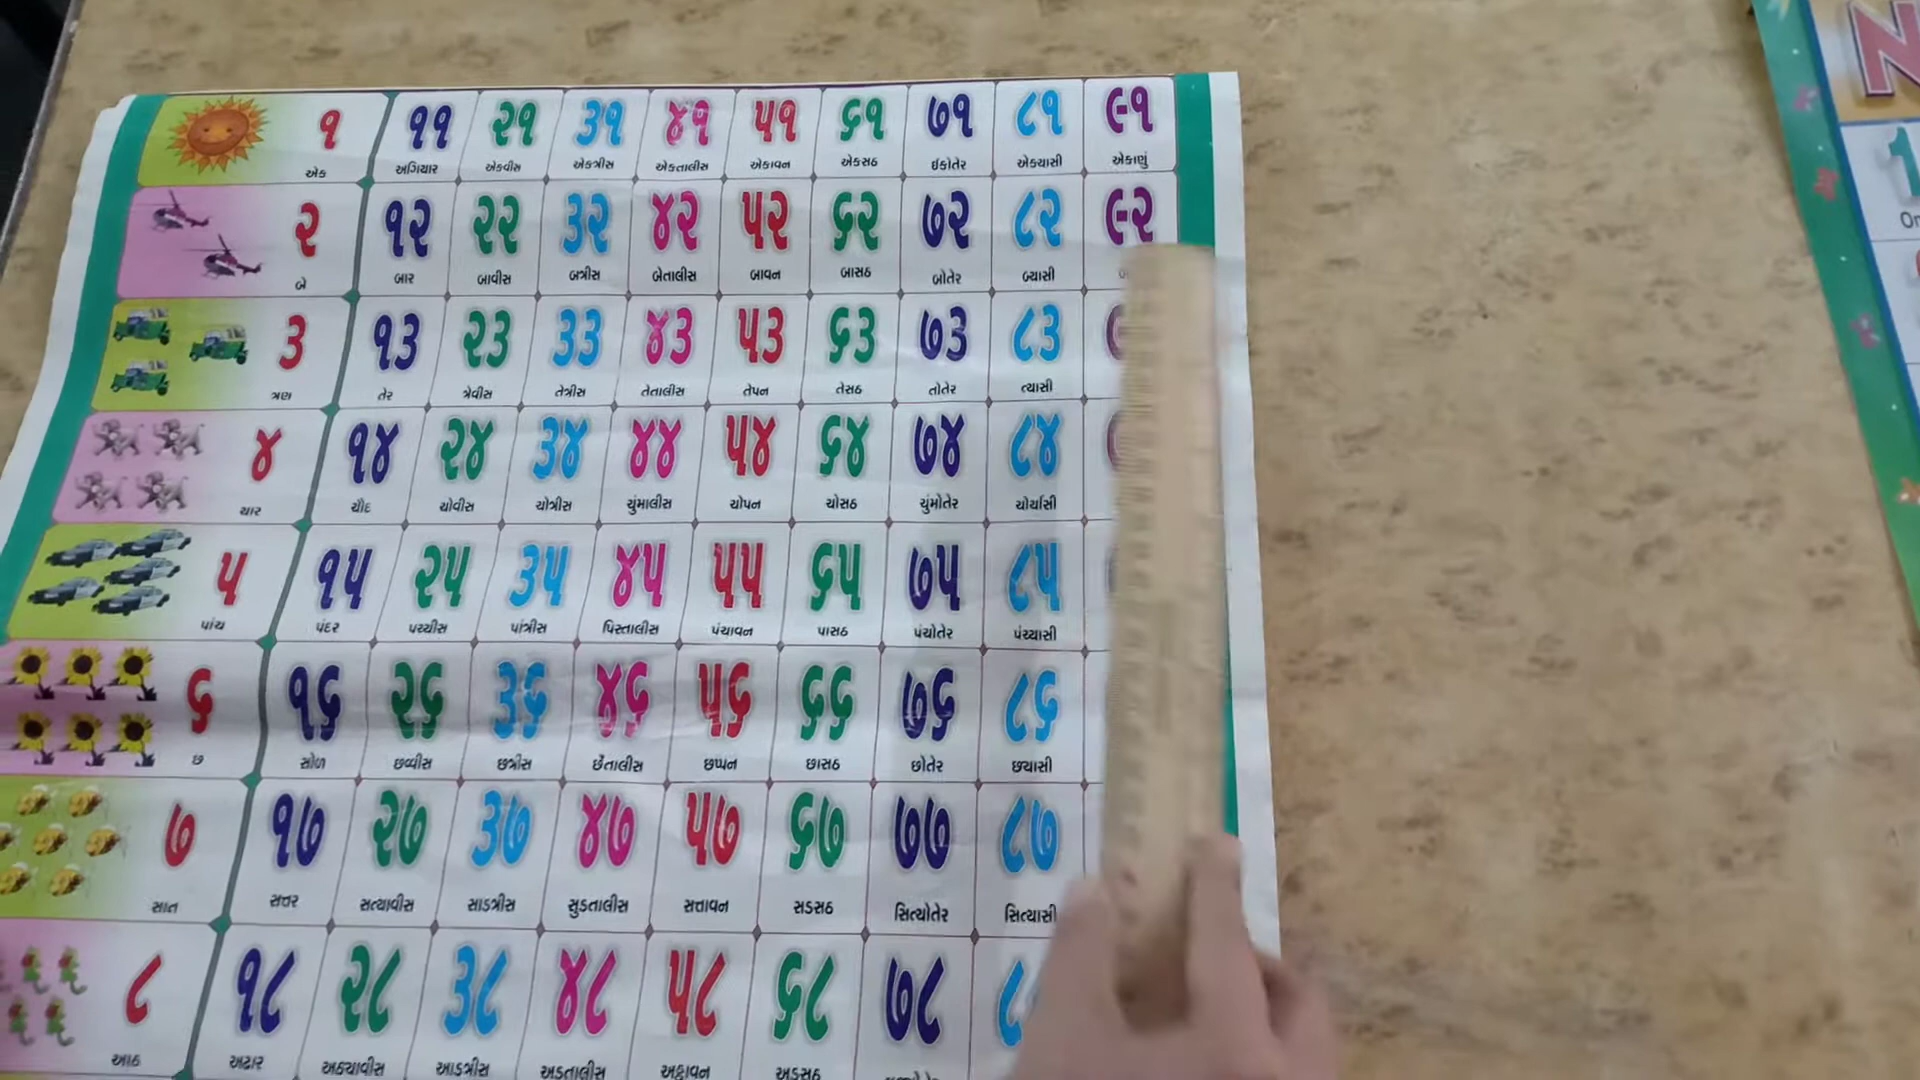 ૧ ૧૧ ૨૧ ૩૧ ૪૧ ૫૧ ૬૧ ૭૧ ૮૧ ૯૧
એક અગિયાર એકવીસ એકત્રીસ એકતાલીસ એકાવન એકસઠ ઇકોતેર એક્યાસી એકાણું
૨ ૧૨ ૨૨ ૩૨ ૪૨ ૫૨ ૬૨ ૭૨ ૮૨ ૯૨
બે બાર બાવીસ બત્રીસ બેતાલીસ બાવન બાસઠ બોતેર બ્યાસી
૩ ૧૩ ૨૩ ૩૩ ૪૩ ૫૩ ૬૩ ૭૩ ૮૩
ત્રણ તેર ત્રેવીસ તેત્રીસ તેતાલીસ તેપન તેસઠ તોતેર ત્યાસી
૪ ૧૪ ૨૪ ૩૪ ૪૪ ૫૪ ૬૪ ૭૪ ૮૪
ચાર ચૌદ ચોવીસ ચોત્રીસ ચુંમાલીસ ચોપન ચોસઠ ચુંમોતેર ચોર્યાસી
૫ ૧૫ ૨૫ ૩૫ ૪૫ ૫૫ ૬૫ ૭૫ ૮૫
પાંચ પંદર પચ્ચીસ પાંત્રીસ પિસ્તાલીસ પંચાવન પાસઠ પંચોતેર પંચ્યાસી
૬ ૧૬ ૨૬ ૩૬ ૪૬ ૫૬ ૬૬ ૭૬ ૮૬
છ સોળ છવ્વીસ છત્રીસ છેંતાલીસ છપ્પન છાસઠ છોતેર છયાસી
૭ ૧૭ ૨૭ ૩૭ ૪૭ ૫૭ ૬૭ ૭૭ ૮૭
સાત સત્તર સત્યાવીસ સાડત્રીસ સુડતાલીસ સત્તાવન સડસઠ સિત્યોતેર સિત્યાસી
૮ ૧૮ ૨૮ ૩૮ ૪૮ ૫૮ ૬૮ ૭૮
આઠ અઢાર અઠ્યાવીસ આડત્રીસ અડતાલીસ અઠ્ઠાવન અડસઠ